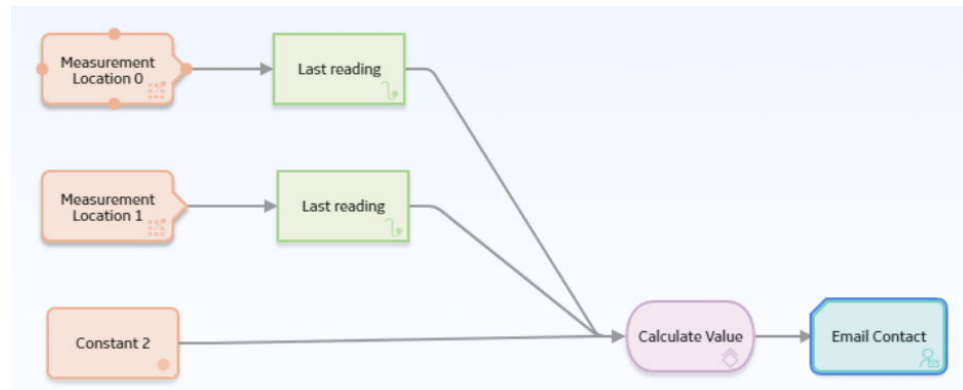 Measurement
Location 0
Last reading
Measurement
Location 1
Last reading
Constant 2
Calculate Value
Email Contact